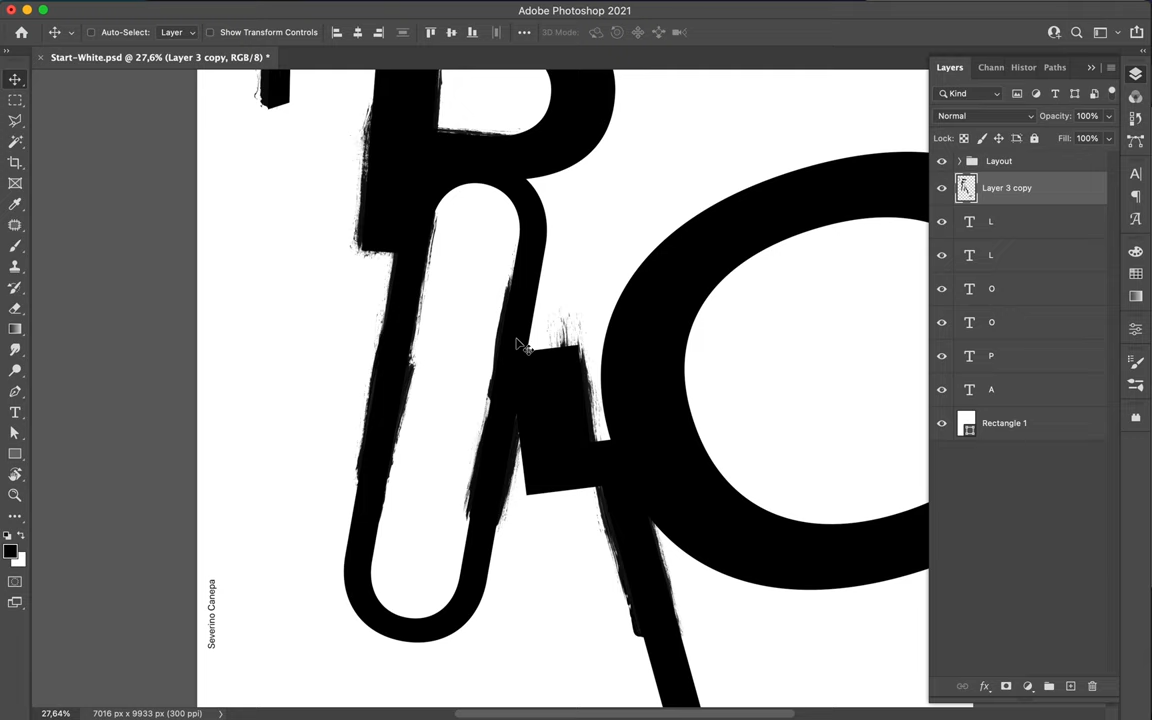 Adobe Photoshop 2021
Auto-Select:
Layer
Show Transform Controls
3D Mode:
Start-White.psd @ 27,6% (Layer 3 copy, RGB/8) *
Layers
Chann
Histor
Paths
Kind
Normal
Opacity: 100%
Lock:
Fill: 100%
Layout
Layer 3 copy
L
L
O
O
P
A
Rectangle 1
Severino Canepa
27,64%
7016 px x 9933 px (300 ppi)